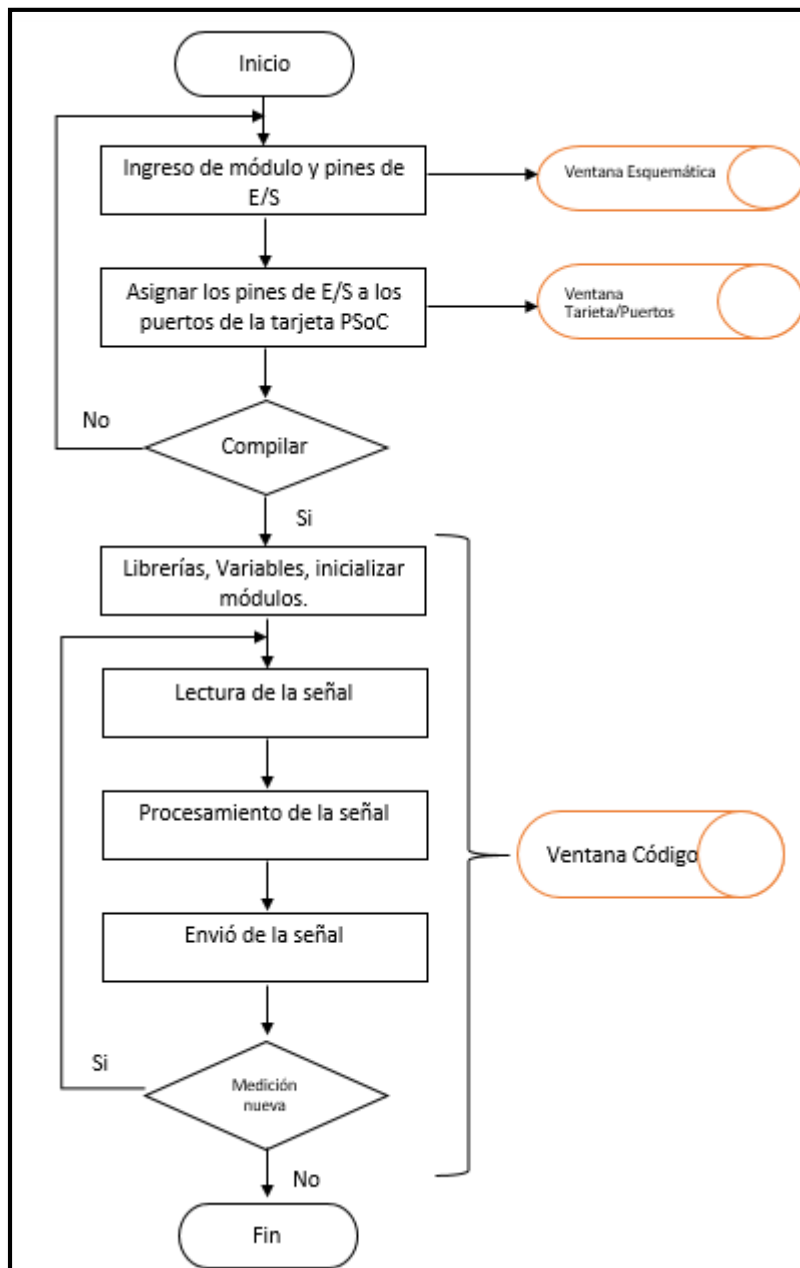 Inicio
Ingreso de módulo y pines de
E/S
Ventana Esquemática
Asignar los pines de E/S a los
puertos de la tarjeta PSoC
Ventana
Tarieta/Puertos
No
Compilar
Si
Librerías, Variables, inicializar
módulos.
Lectura de la señal
Procesamiento de la señal
Ventana Código
Envió de la señal
Si
Medición
nueva
No
Fin